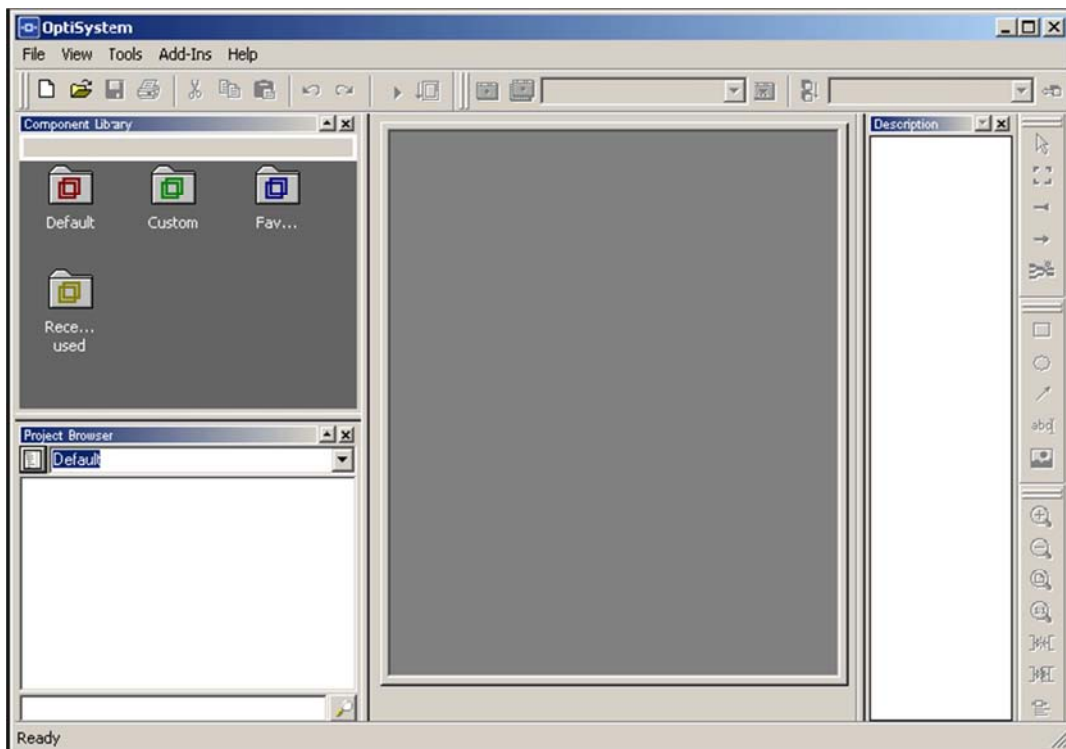 OptiSystem
File View Tools Add-Ins Help
Component Library
Default Custom Fav...
Rece...
used
Project Browser
Default
Description
abd
Ready